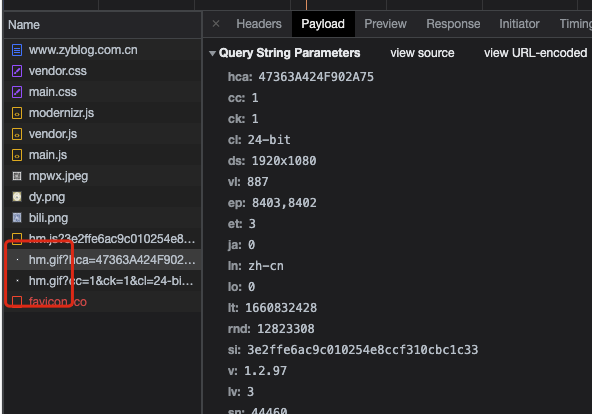 Name
www.zyblog.com.cn
vendor.css
main.css
modernizr.js
vendor.js
main.js
mpwx.jpeg
dy.png
bili.png
hm.js?3e2ffe6ac9c010254e8...
hm.gif?hca=47363A424F902...
hm.gif?cc=1&ck=1&cl=24-bi...
favicon.ico
× Headers Payload Preview Response Initiator Timing
Query String Parameters view source view URL-encoded
hca: 47363A424F902A75
cc: 1
ck: 1
cl: 24-bit
ds: 1920x1080
vl: 887
ep: 8403,8402
et: 3
ja: 0
ln: zh-cn
lo: 0
lt: 1660832428
rnd: 12823308
si: 3e2ffe6ac9c010254e8ccf310cbc1c33
v: 1.2.97
lv: 3
sn: 44460